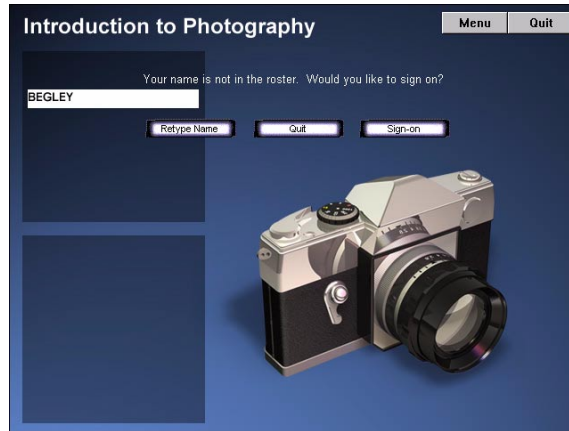 Introduction to Photography
Menu
Quit
Your name is not in the roster.  Would you like to sign on?
BEGLEY
Retype Name
Quit
Sign-on